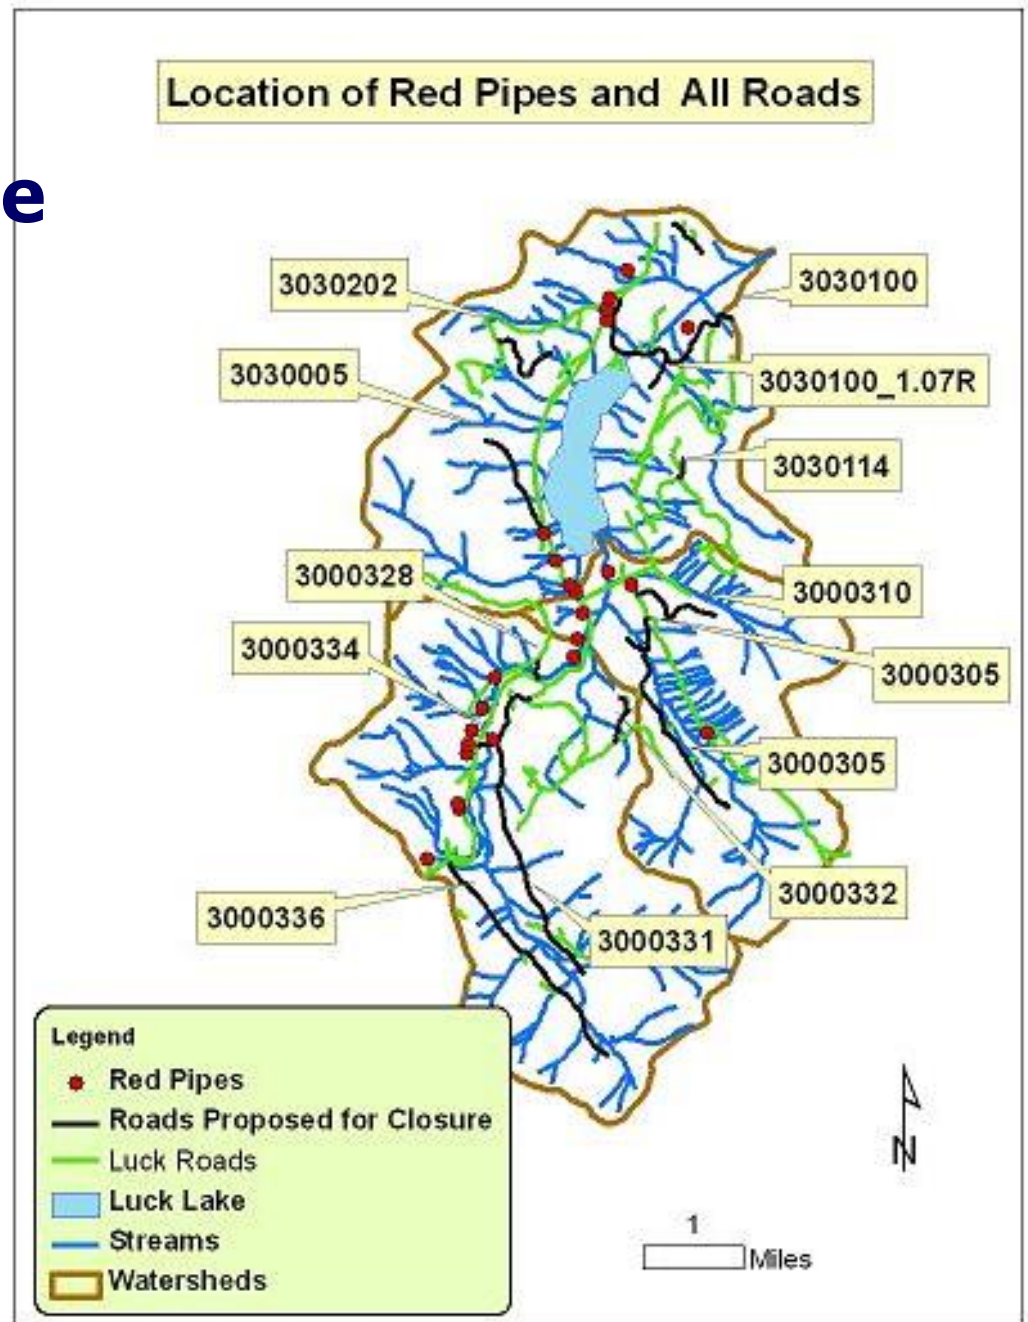 Location of Red Pipes and All Roads
e
3030202
3030100
3030005
3030100_1.07R
3030114
3000328
3000310
3000334
3000305
3000305
3000332
3000336
3000331
Legend
Red Pipes
Roads Proposed for Closure
Luck Roads
Luck Lake
Streams
Watersheds
N
1
Miles